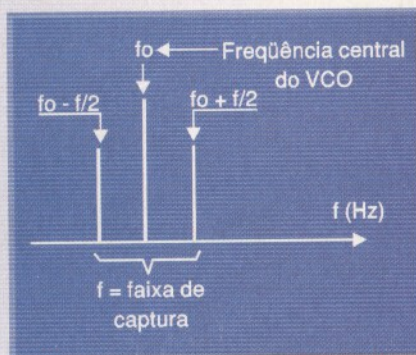 fo
Freqüência central
do VCO
fo - f/2
fo + f/2
f (Hz)
f = faixa de
captura